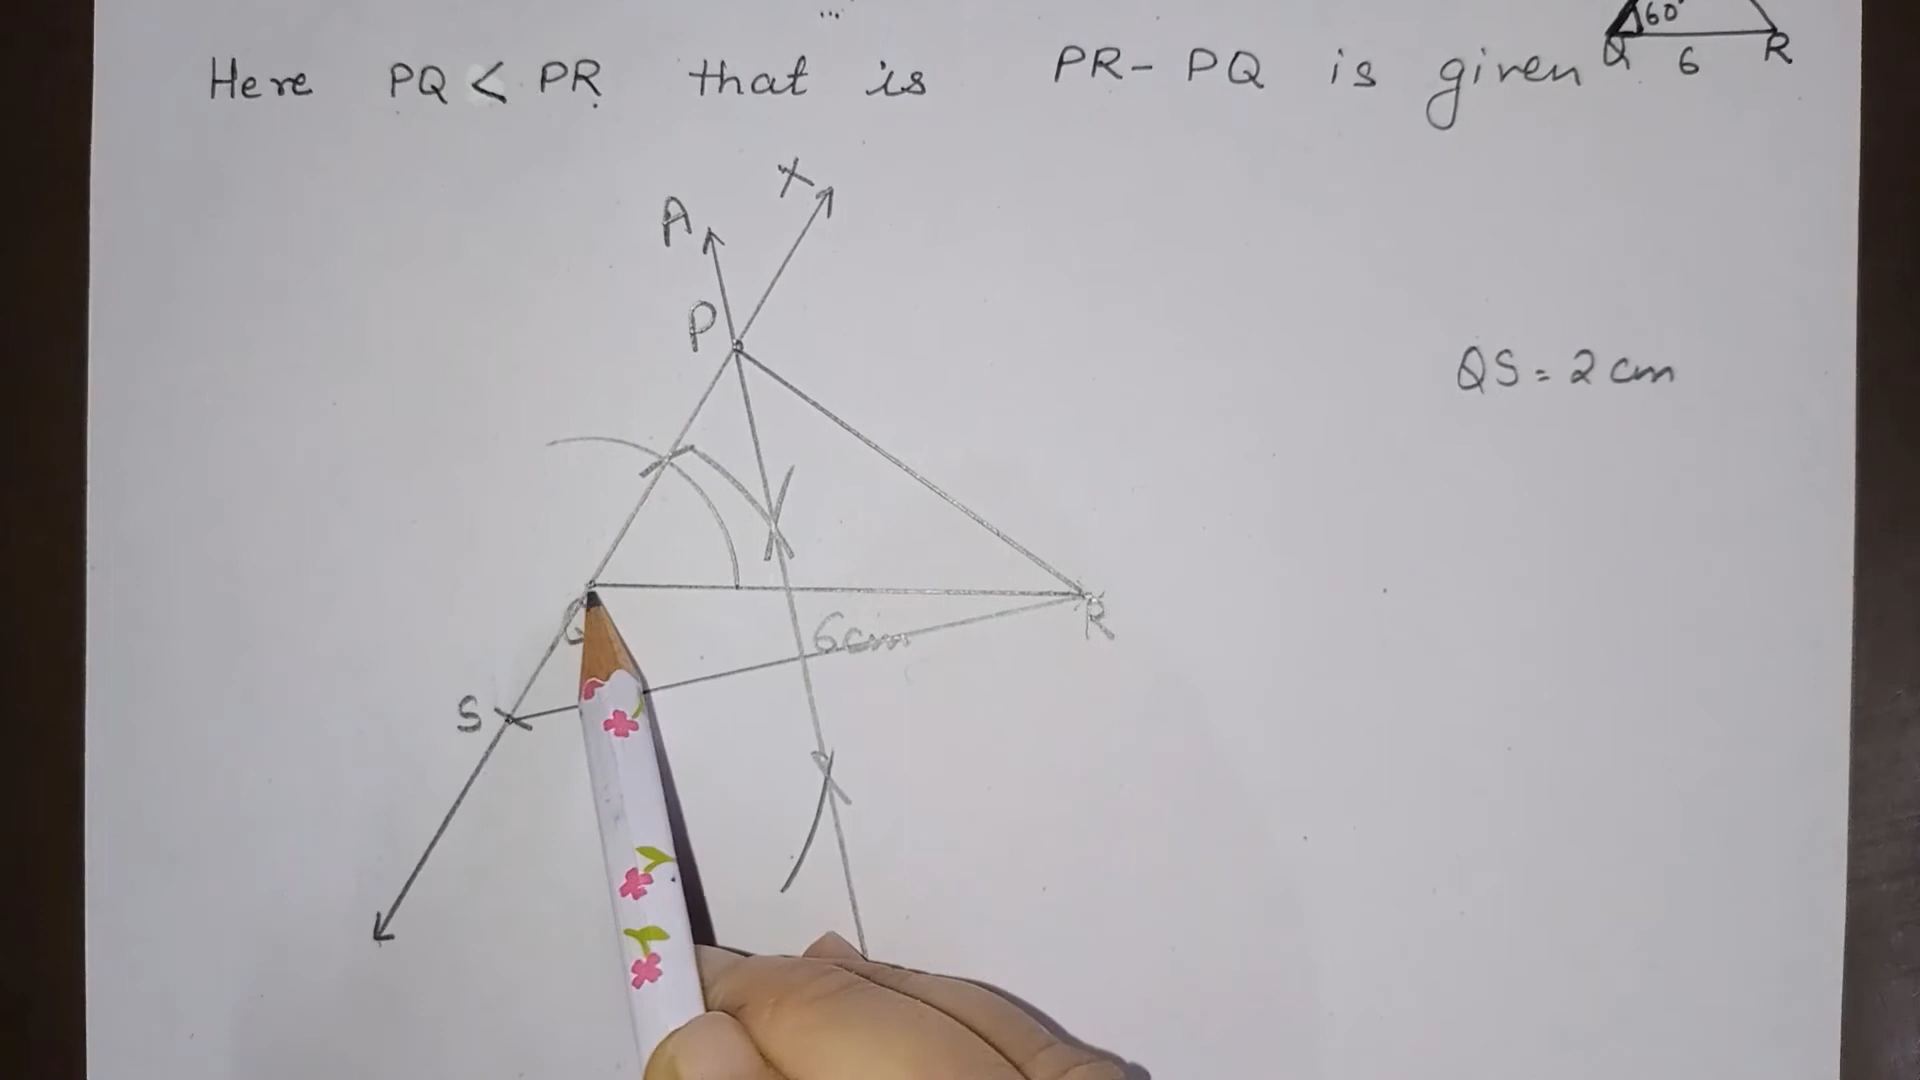 60°
Q 6 R
Here PQ < PR that is PR - PQ is given
X
A
P
QS = 2 cm
Q
R
6cm
S